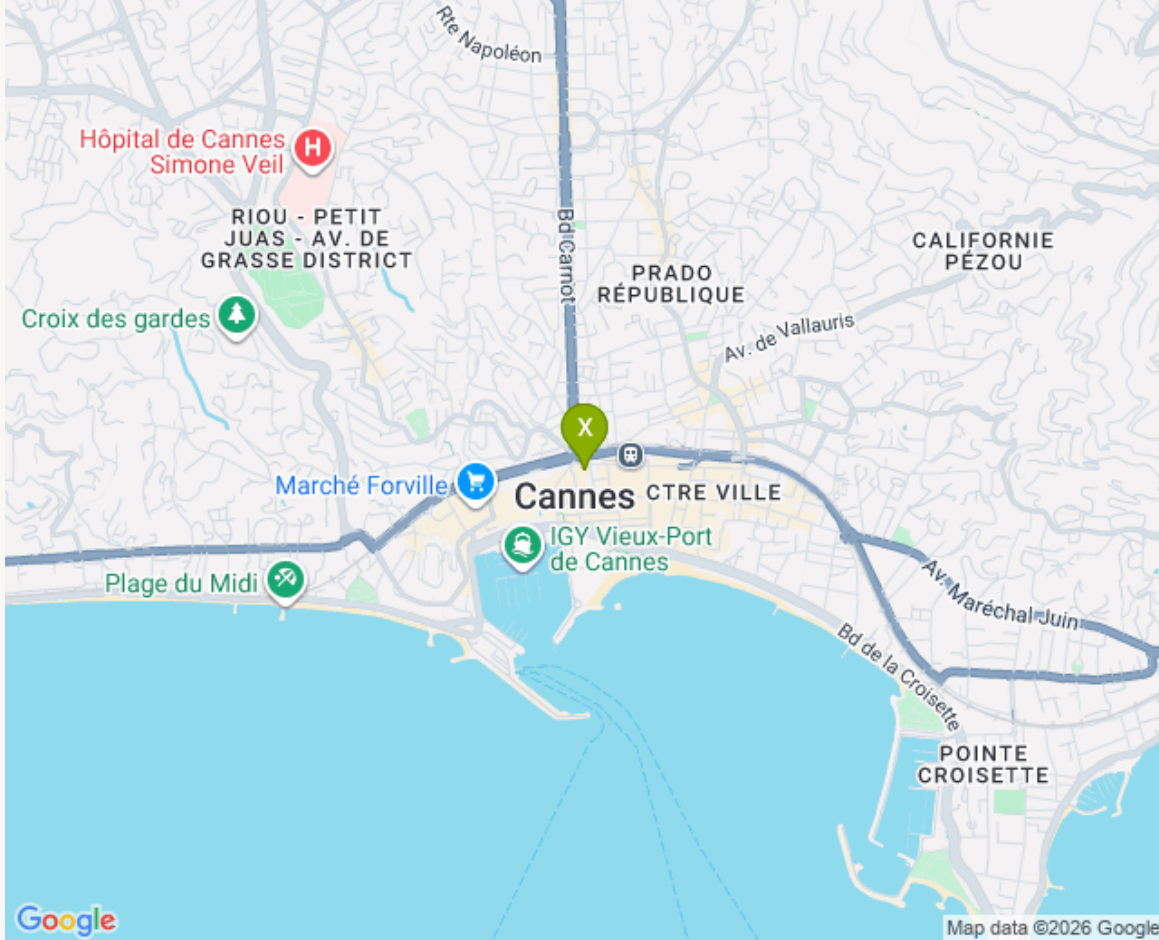 Rte Napoléon
Hôpital de Cannes
Simone Veil
H
RIOU - PETIT
JUAS - AV. DE
GRASSE DISTRICT
Bd Carnot
CALIFORNIE
PÉZOU
PRADO
RÉPUBLIQUE
Croix des gardes
Av. de Vallauris
X
Marché Forville
Cannes
CTRE VILLE
IGY Vieux-Port
de Cannes
Plage du Midi
Av. Maréchal Juin
Bd de la Croisette
POINTE
CROISETTE
Google
Map data ©2026 Google